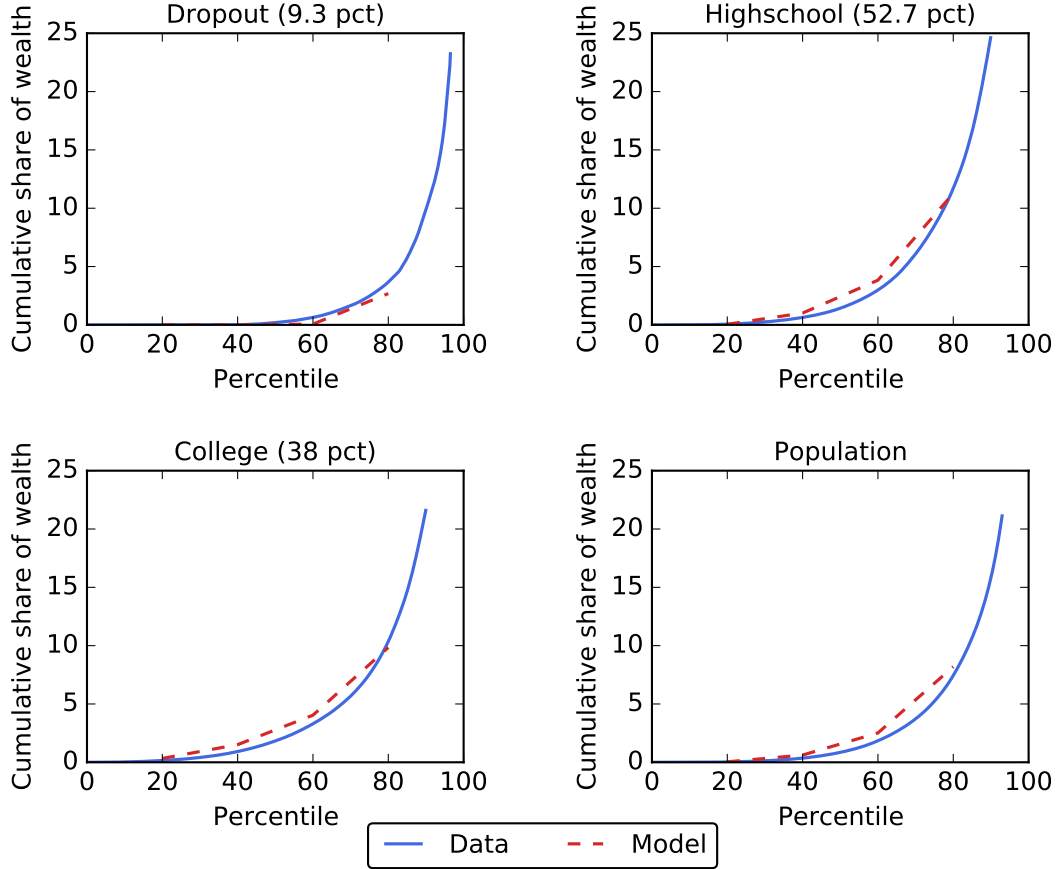 Dropout (9.3 pct)
Cumulative share of wealth
25
20
15
10
5
0
0 20 40 60 80 100
Percentile
Highschool (52.7 pct)
Cumulative share of wealth
25
20
15
10
5
0
0 20 40 60 80 100
Percentile
College (38 pct)
Cumulative share of wealth
25
20
15
10
5
0
0 20 40 60 80 100
Percentile
Population
Cumulative share of wealth
25
20
15
10
5
0
0 20 40 60 80 100
Percentile
Data Model